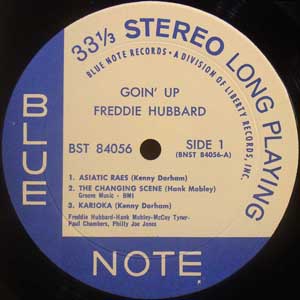 33 1/3 STEREO LONG PLAYING
BLUE NOTE RECORDS • A DIVISION OF LIBERTY RECORDS, INC.
GOIN' UP
FREDDIE HUBBARD
BST 84056
SIDE 1
(BNST 84056-A)
1. ASIATIC RAES (Kenny Dorham)
2. THE CHANGING SCENE (Hank Mobley)
Groove Music - BMI
3. KARIOKA (Kenny Dorham)
Freddie Hubbard-Hank Mobley-McCoy Tyner-
Paul Chambers, Philly Joe Jones
BLUE
NOTE